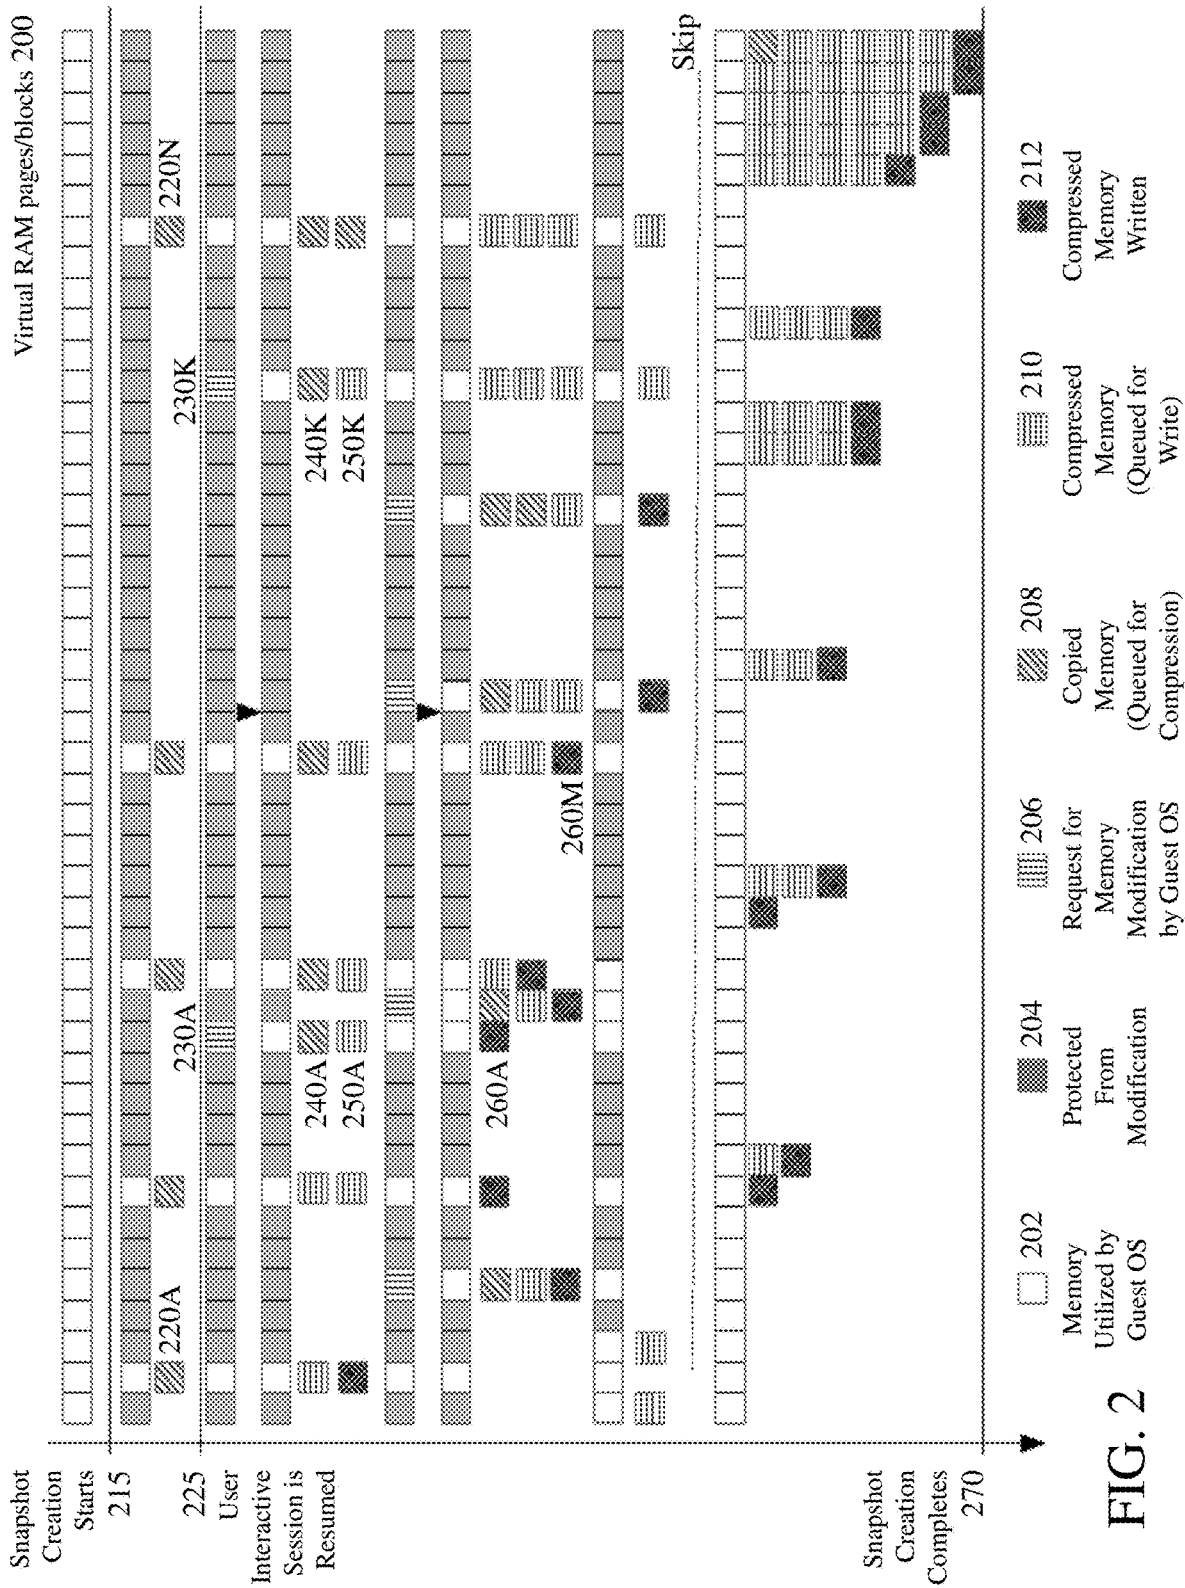 Virtual RAM pages/blocks 200
Snapshot
Creation
Starts
215
220A
220N
225
230A
230K
User
Interactive
Session is
Resumed
240A
240K
250A
250K
260A
260M
Skip
Snapshot
Creation
Completes
270
202
Memory
Utilized by
Guest OS
204
Protected
From
Modification
206
Request for
Memory
Modification
by Guest OS
208
Copied
Memory
(Queued for
Compression)
210
Compressed
Memory
(Queued for
Write)
212
Compressed
Memory
Written
FIG. 2